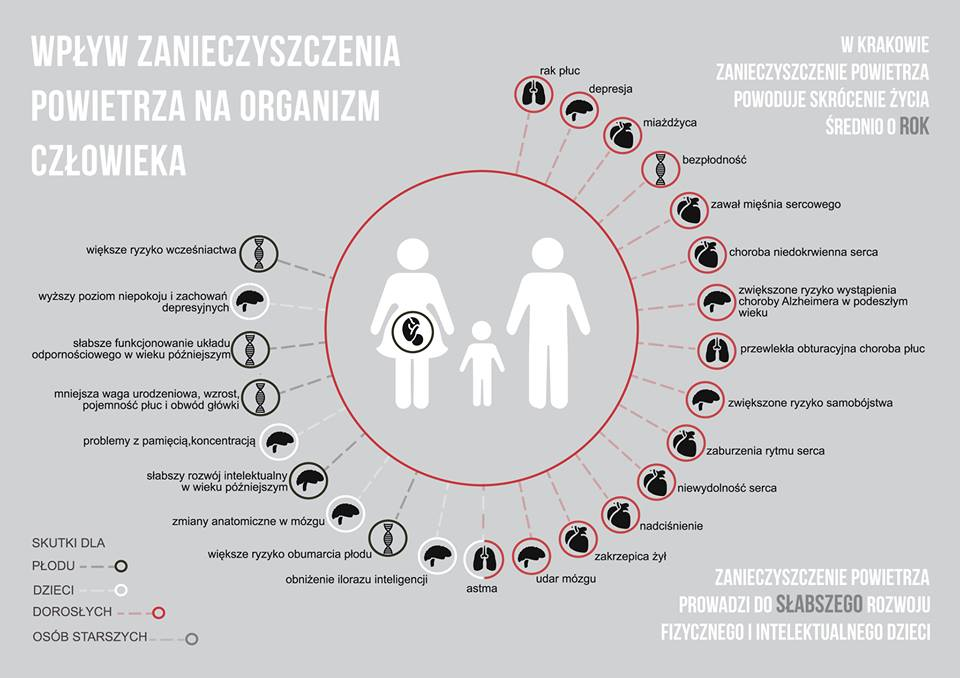 WPŁYW ZANIECZYSZCZENIA
POWIETRZA NA ORGANIZM
CZŁOWIEKA
W KRAKOWIE
ZANIECZYSZCZENIE POWIETRZA
POWODUJE SKRÓCENIE ŻYCIA
ŚREDNIO O ROK
rak płuc
depresja
miażdżyca
bezpłodność
zawał mięśnia sercowego
choroba niedokrwienna serca
zwiększone ryzyko wystąpienia
choroby Alzheimera w podeszłym
wieku
przewlekła obturacyjna choroba płuc
zwiększone ryzyko samobójstwa
zaburzenia rytmu serca
niewydolność serca
nadciśnienie
zakrzepica żył
udar mózgu
astma
obniżenie ilorazu inteligencji
większe ryzyko obumarcia płodu
zmiany anatomiczne w mózgu
słabszy rozwój intelektualny
w wieku późniejszym
problemy z pamięcią,koncentracją
mniejsza waga urodzeniowa, wzrost,
pojemność płuc i obwód główki
słabsze funkcjonowanie układu
odpornościowego w wieku późniejszym
wyższy poziom niepokoju i zachowań
depresyjnych
większe ryzyko wcześniactwa
SKUTKI DLA
PŁODU
DZIECI
DOROSŁYCH
OSÓB STARSZYCH
ZANIECZYSZCZENIE POWIETRZA
PROWADZI DO SŁABSZEGO ROZWOJU
FIZYCZNEGO I INTELEKTUALNEGO DZIECI